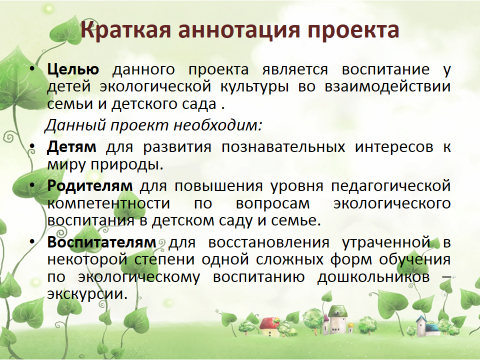 Краткая аннотация проекта
• Целью данного проекта является воспитание у
детей экологической культуры во взаимодействии
семьи и детского сада .
Данный проект необходим:
• Детям для развития познавательных интересов к
миру природы.
• Родителям для повышения уровня педагогической
компетентности по вопросам экологического
воспитания в детском саду и семье.
• Воспитателям для восстановления утраченной в
некоторой степени одной сложных форм обучения
по экологическому воспитанию дошкольников –
экскурсии.